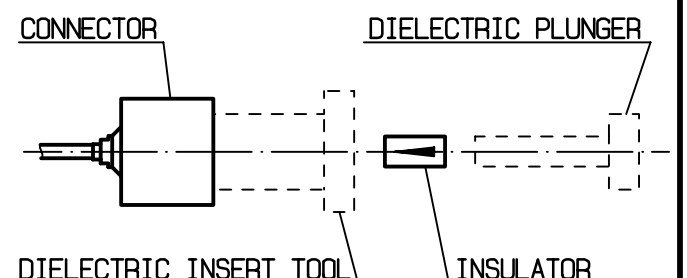 CONNECTOR
DIELECTRIC PLUNGER
DIELECTRIC INSERT TOOL
INSULATOR